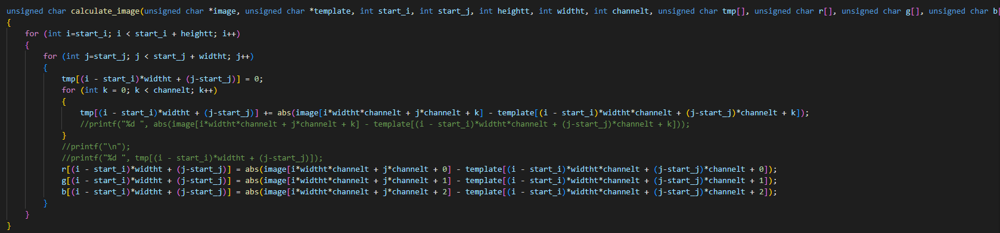 unsigned char calculate_image(unsigned char *image, unsigned char *template, int start_i, int start_j, int heightt, int widtht, int channelt, unsigned char tmp[], unsigned char r[], unsigned char g[], unsigned char b[
{
for (int i=start_i; i < start_i + heightt; i++)
{
for (int j=start_j; j < start_j + widtht; j++)
{
tmp[(i - start_i)*widtht + (j-start_j)] = 0;
for (int k = 0; k < channelt; k++)
{
tmp[(i - start_i)*widtht + (j-start_j)] += abs(image[i*widtht*channelt + j*channelt + k] - template[(i - start_i)*widtht*channelt + (j-start_j)*channelt + k]);
//printf("%d ", abs(image[i*widtht*channelt + j*channelt + k] - template[(i - start_i)*widtht*channelt + (j-start_j)*channelt + k]));
}
//printf("\n");
//printf("%d ", tmp[(i - start_i)*widtht + (j-start_j)]);
r[(i - start_i)*widtht + (j-start_j)] = abs(image[i*widtht*channelt + j*channelt + 0] - template[(i - start_i)*widtht*channelt + (j-start_j)*channelt + 0]);
g[(i - start_i)*widtht + (j-start_j)] = abs(image[i*widtht*channelt + j*channelt + 1] - template[(i - start_i)*widtht*channelt + (j-start_j)*channelt + 1]);
b[(i - start_i)*widtht + (j-start_j)] = abs(image[i*widtht*channelt + j*channelt + 2] - template[(i - start_i)*widtht*channelt + (j-start_j)*channelt + 2]);
}
}
}